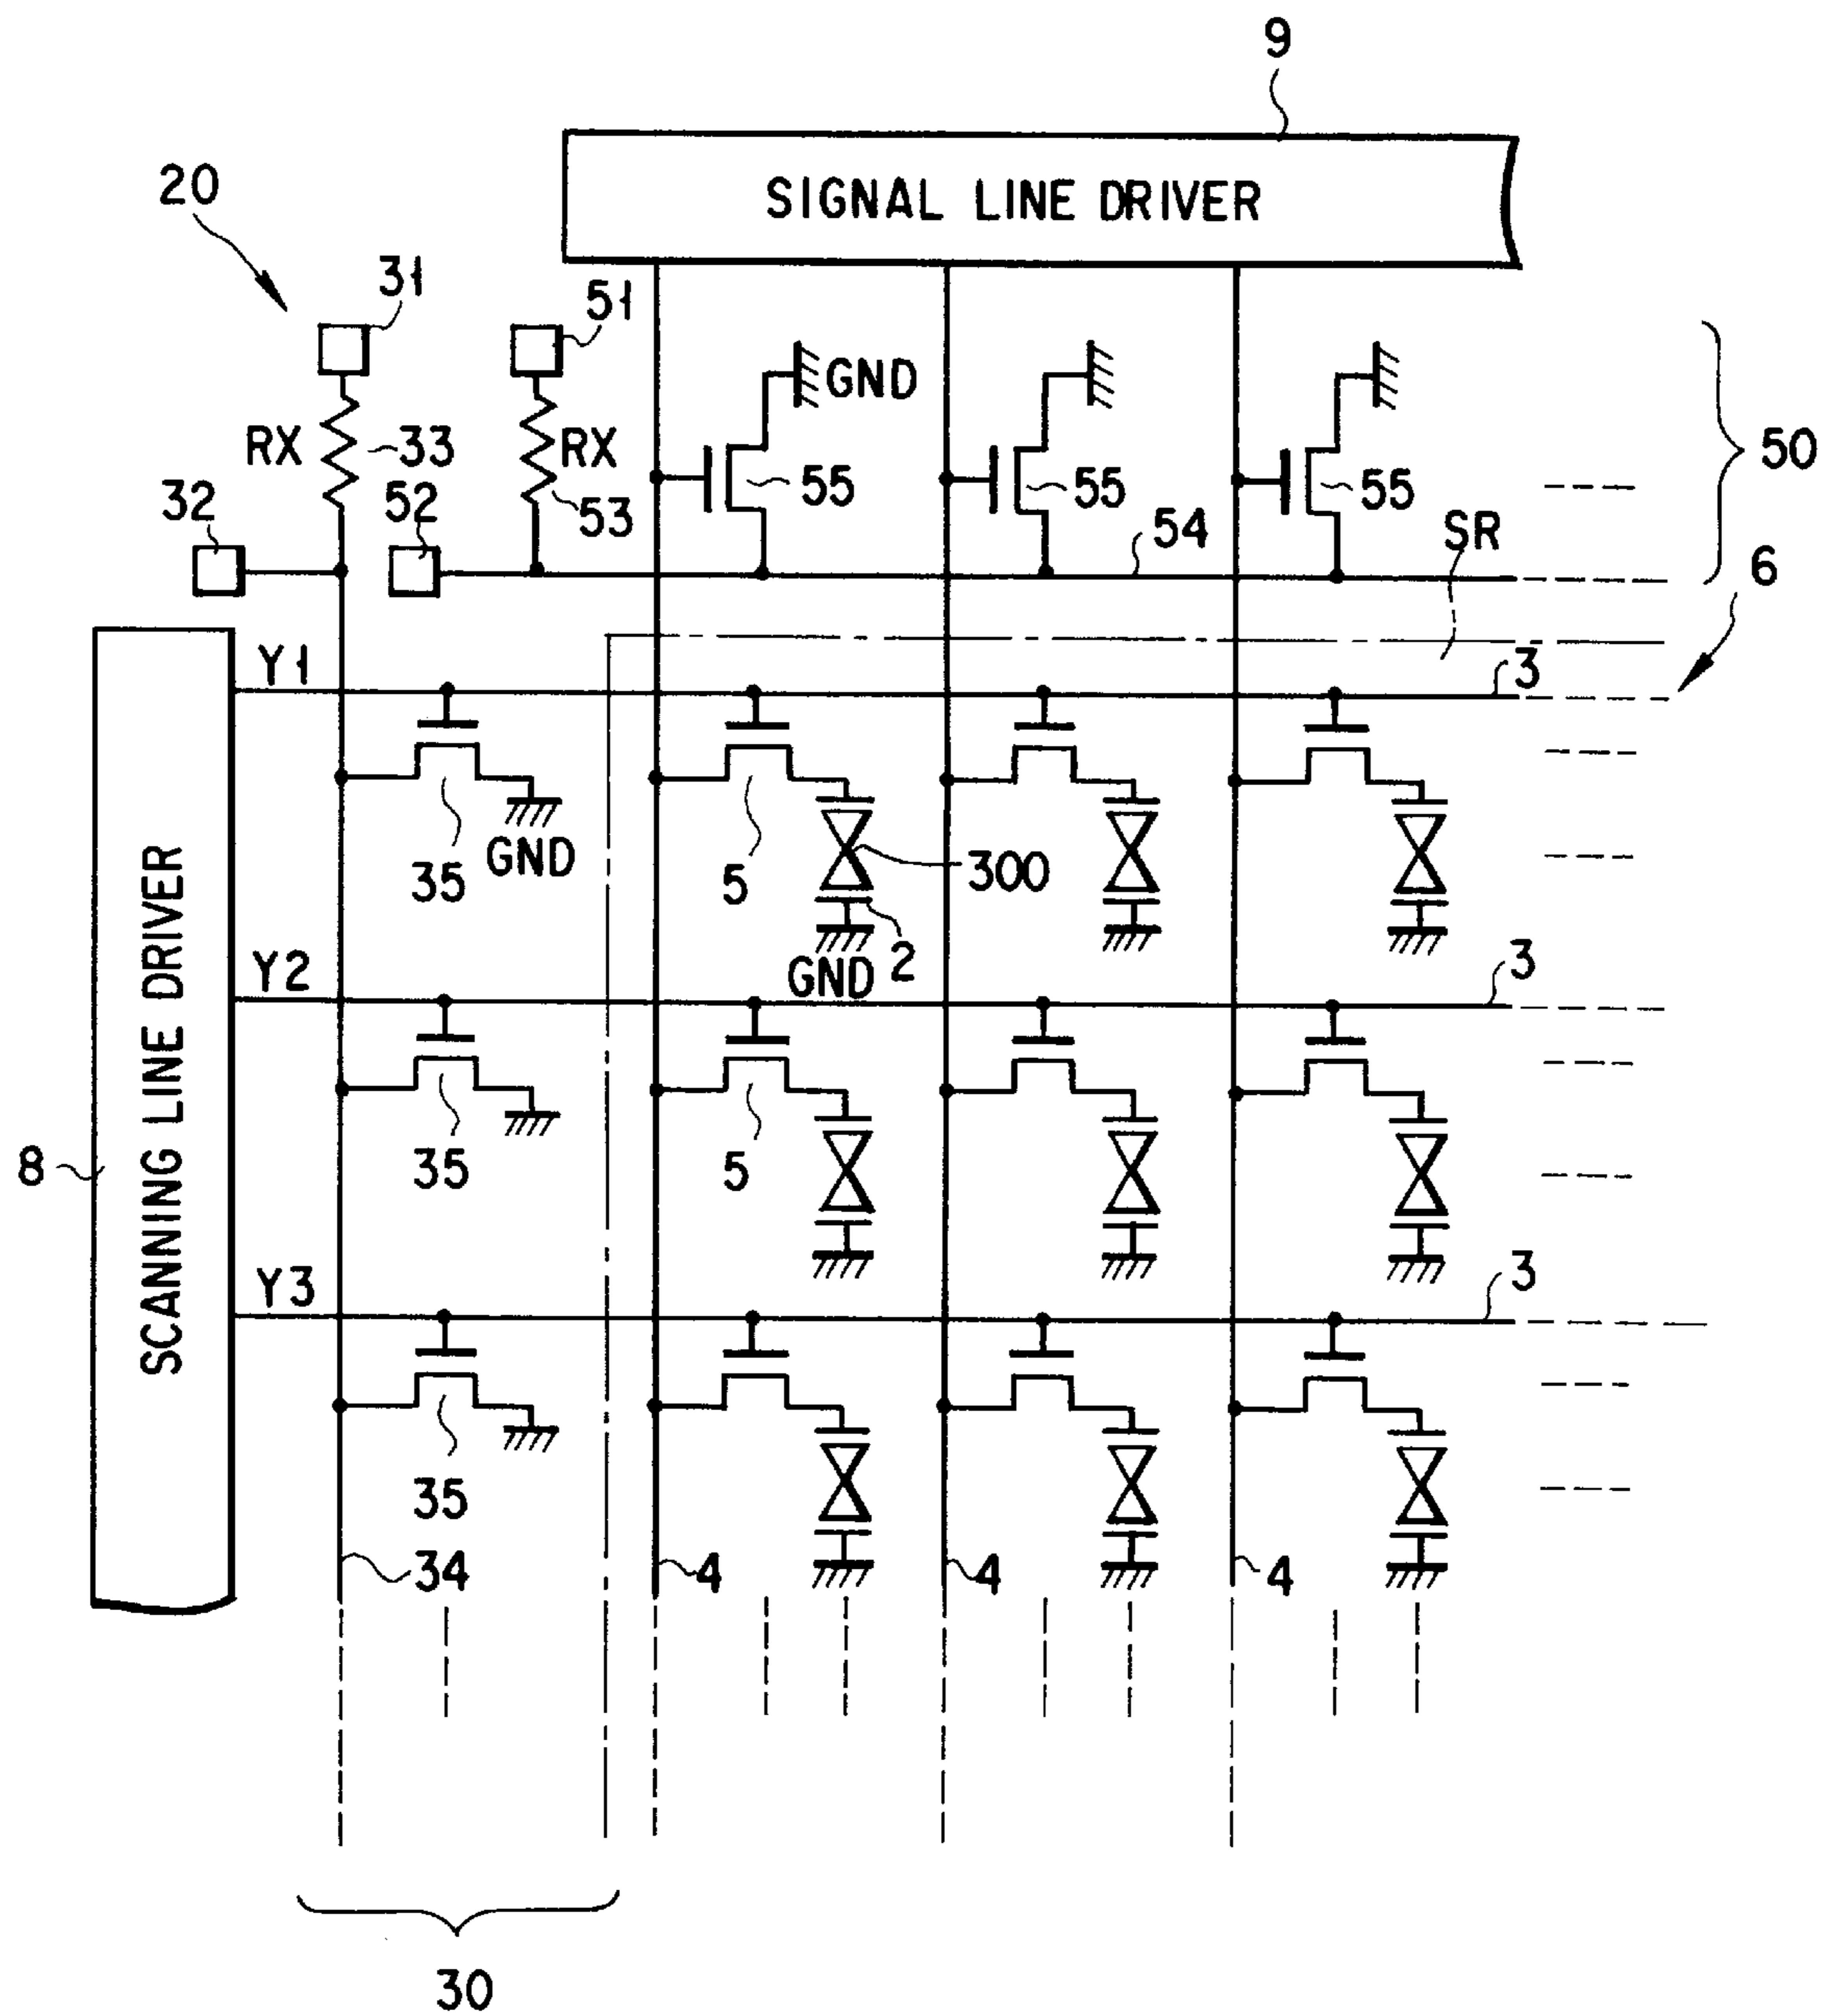 9
SIGNAL LINE DRIVER
20
31
51
GND
RX
33
RX
53
55
55
55
50
32
52
54
SR
6
Y1
3
35
GND
5
300
2
GND
Y2
3
35
5
8
SCANNING LINE DRIVER
Y3
3
35
34
4
4
4
30